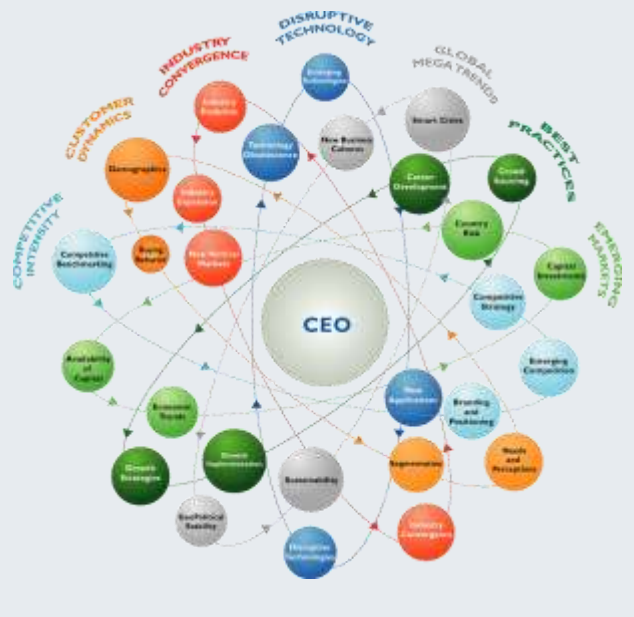 DISRUPTIVE
TECHNOLOGY
INDUSTRY
CONVERGENCE
GLOBAL
MEGA TRENDS
CUSTOMER
DYNAMICS
BEST
PRACTICES
COMPETITIVE
INTENSITY
EMERGING
MARKETS
Emerging
Technologies
Industry
Evolution
Smart Cities
New Business
Cultures
Technology
Obsolescence
Demographics
Career
Development
Crowd
Sourcing
Industry
Expansion
Country
Risk
Buying
Behavior
New Vertical
Markets
Competitive
Benchmarking
Capital
Investments
Competitive
Strategy
CEO
Availability
of
Capital
Emerging
Competition
New
Applications
Economic
Trends
Branding
and
Positioning
Growth
Strategies
Growth
Implementation
Sustainability
Segmentation
Needs
and
Perceptions
GeoPolitical
Stability
Industry
Convergence
Disruptive
Technologies